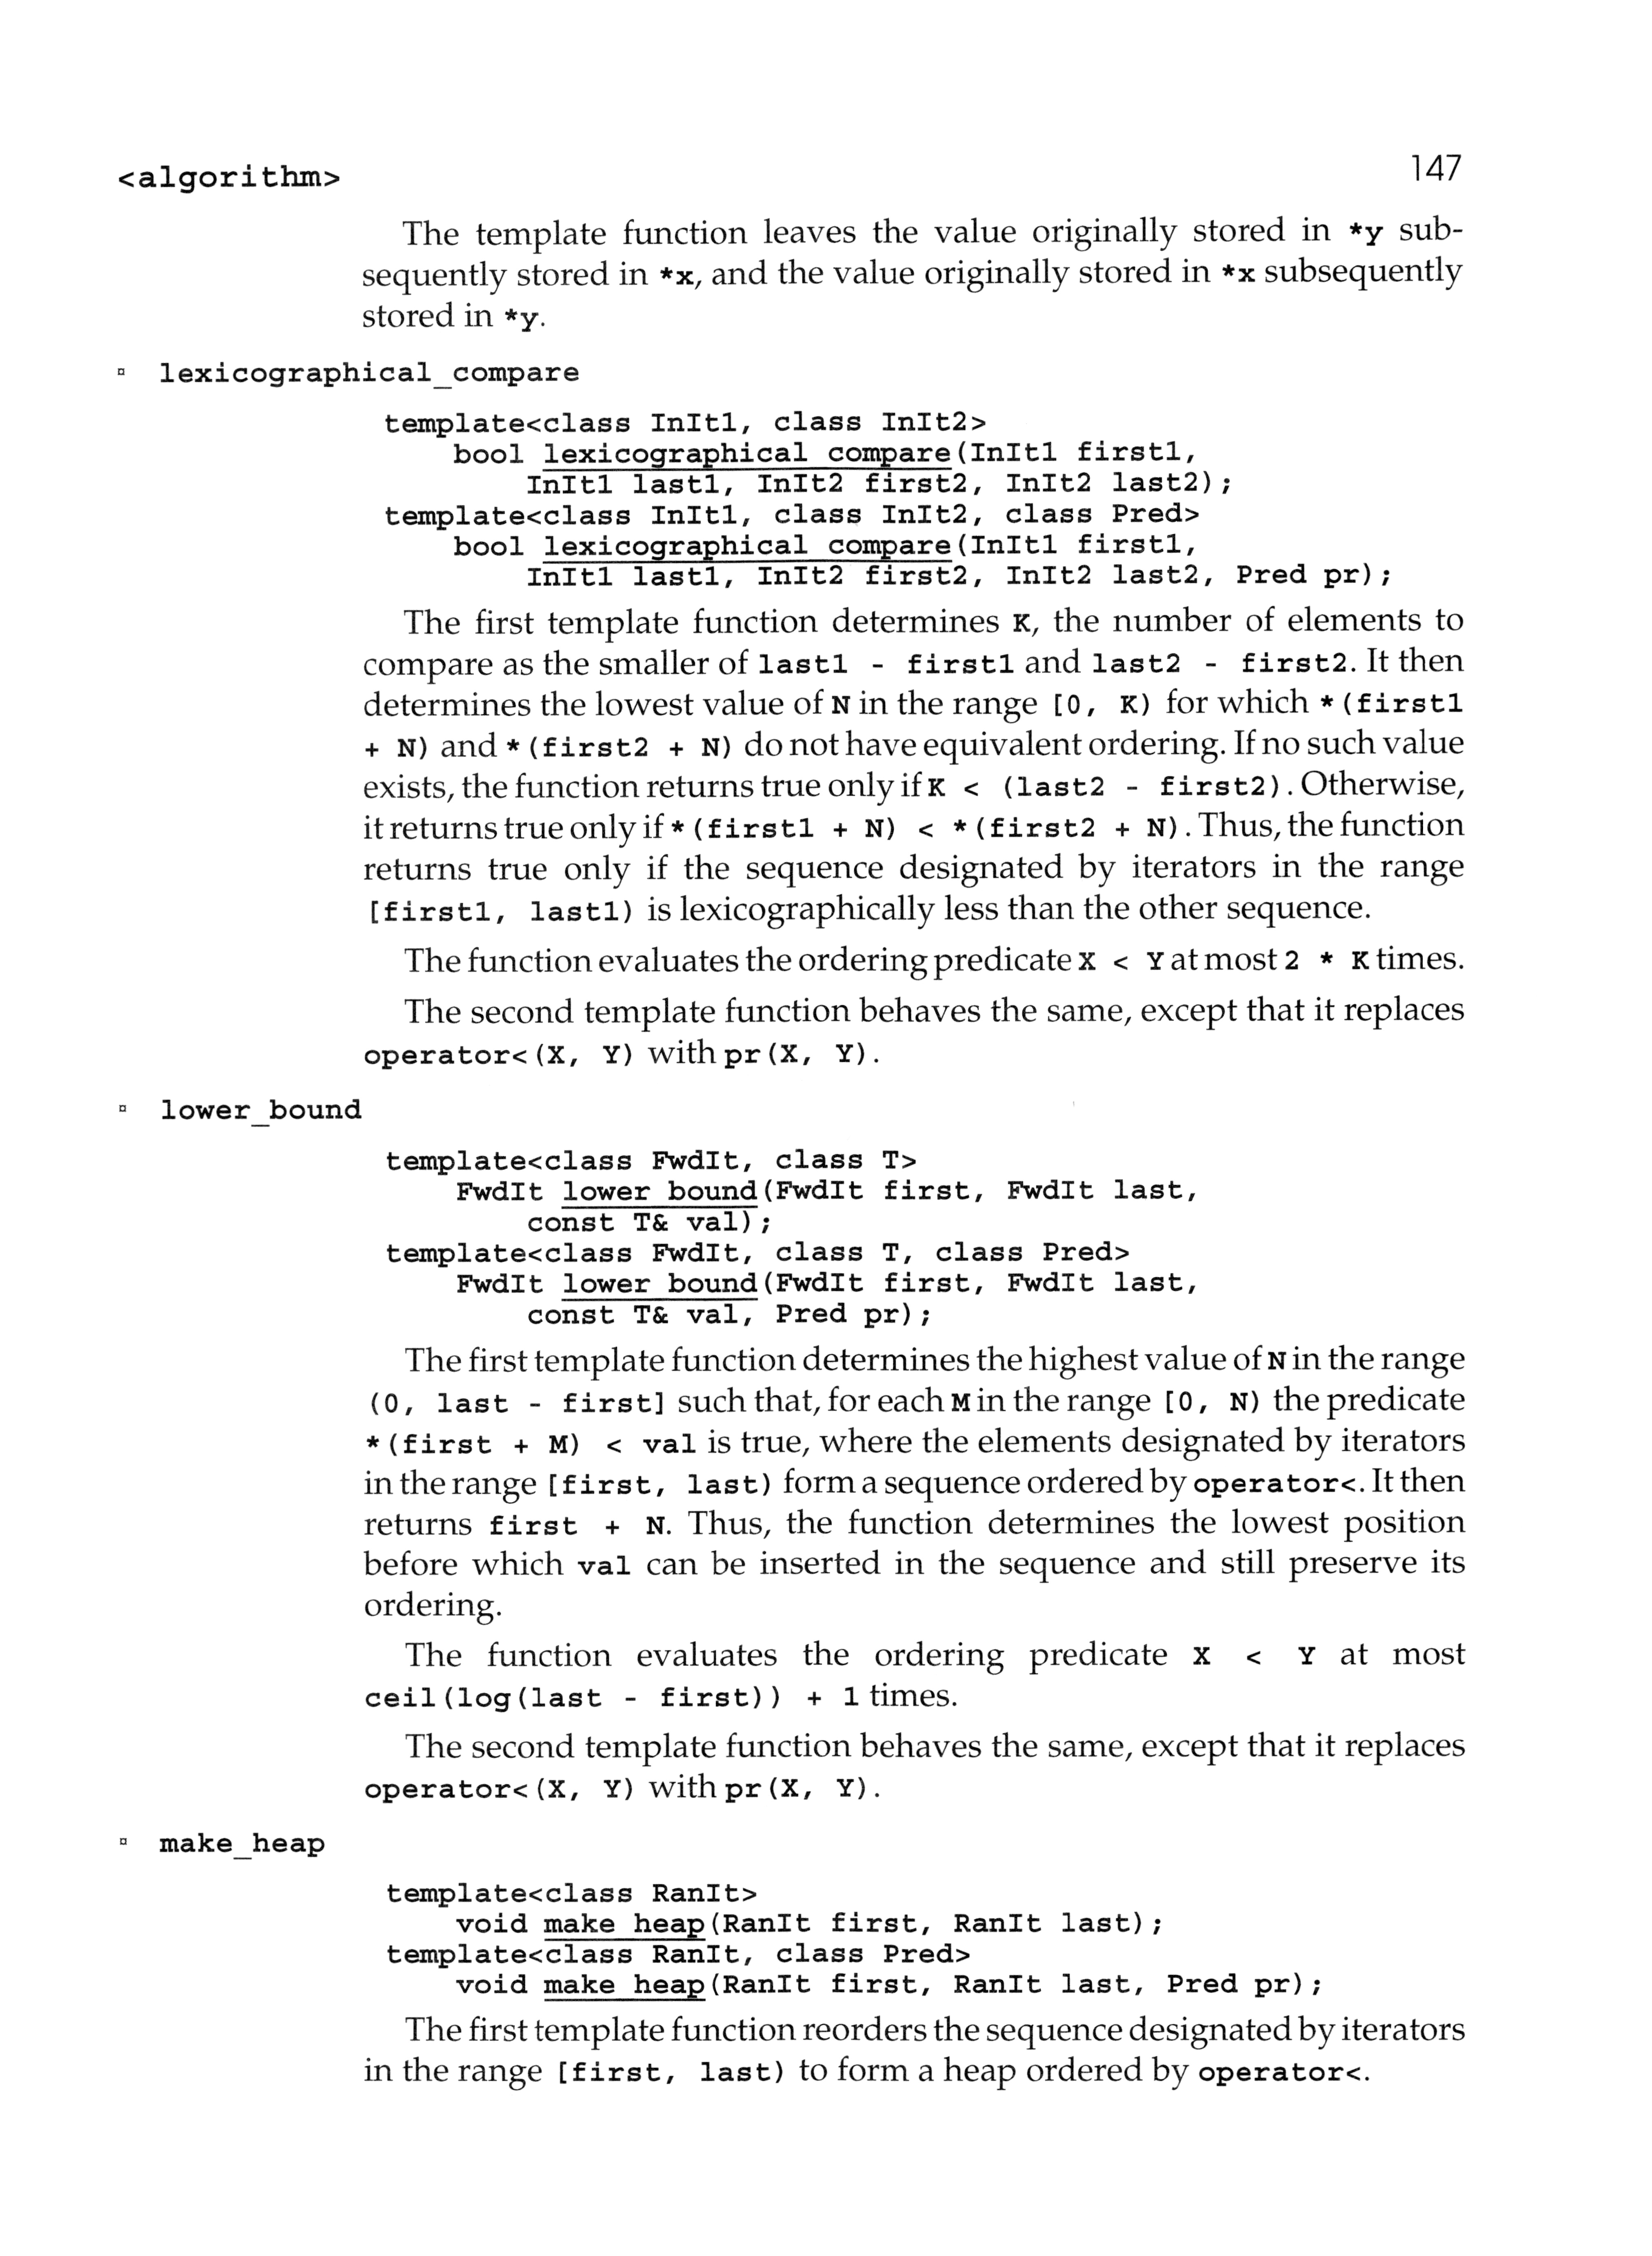 <algorithm>
147
The template function leaves the value originally stored in *y sub-
sequently stored in *x, and the value originally stored in *x subsequently
stored in *y.
¤ lexicographical_compare
template<class InIt1, class InIt2>
bool lexicographical_compare(InIt1 first1,
InIt1 last1, InIt2 first2, InIt2 last2);
template<class InIt1, class InIt2, class Pred>
bool lexicographical_compare(InIt1 first1,
InIt1 last1, InIt2 first2, InIt2 last2, Pred pr);
The first template function determines K, the number of elements to
compare as the smaller of last1 - first1 and last2 - first2. It then
determines the lowest value of N in the range [0, K) for which *(first1
+ N) and *(first2 + N) do not have equivalent ordering. If no such value
exists, the function returns true only if K < (last2 - first2). Otherwise,
it returns true only if *(first1 + N) < *(first2 + N). Thus, the function
returns true only if the sequence designated by iterators in the range
[first1, last1) is lexicographically less than the other sequence.
The function evaluates the ordering predicate X < Y at most 2 * K times.
The second template function behaves the same, except that it replaces
operator<(X, Y) with pr(X, Y).
¤ lower_bound
template<class FwdIt, class T>
FwdIt lower_bound(FwdIt first, FwdIt last,
const T& val);
template<class FwdIt, class T, class Pred>
FwdIt lower_bound(FwdIt first, FwdIt last,
const T& val, Pred pr);
The first template function determines the highest value of N in the range
(0, last - first] such that, for each M in the range [0, N) the predicate
*(first + M) < val is true, where the elements designated by iterators
in the range [first, last) form a sequence ordered by operator<. It then
returns first + N. Thus, the function determines the lowest position
before which val can be inserted in the sequence and still preserve its
ordering.
The function evaluates the ordering predicate X < Y at most
ceil(log(last - first)) + 1 times.
The second template function behaves the same, except that it replaces
operator<(X, Y) with pr(X, Y).
¤ make_heap
template<class RanIt>
void make_heap(RanIt first, RanIt last);
template<class RanIt, class Pred>
void make_heap(RanIt first, RanIt last, Pred pr);
The first template function reorders the sequence designated by iterators
in the range [first, last) to form a heap ordered by operator<.